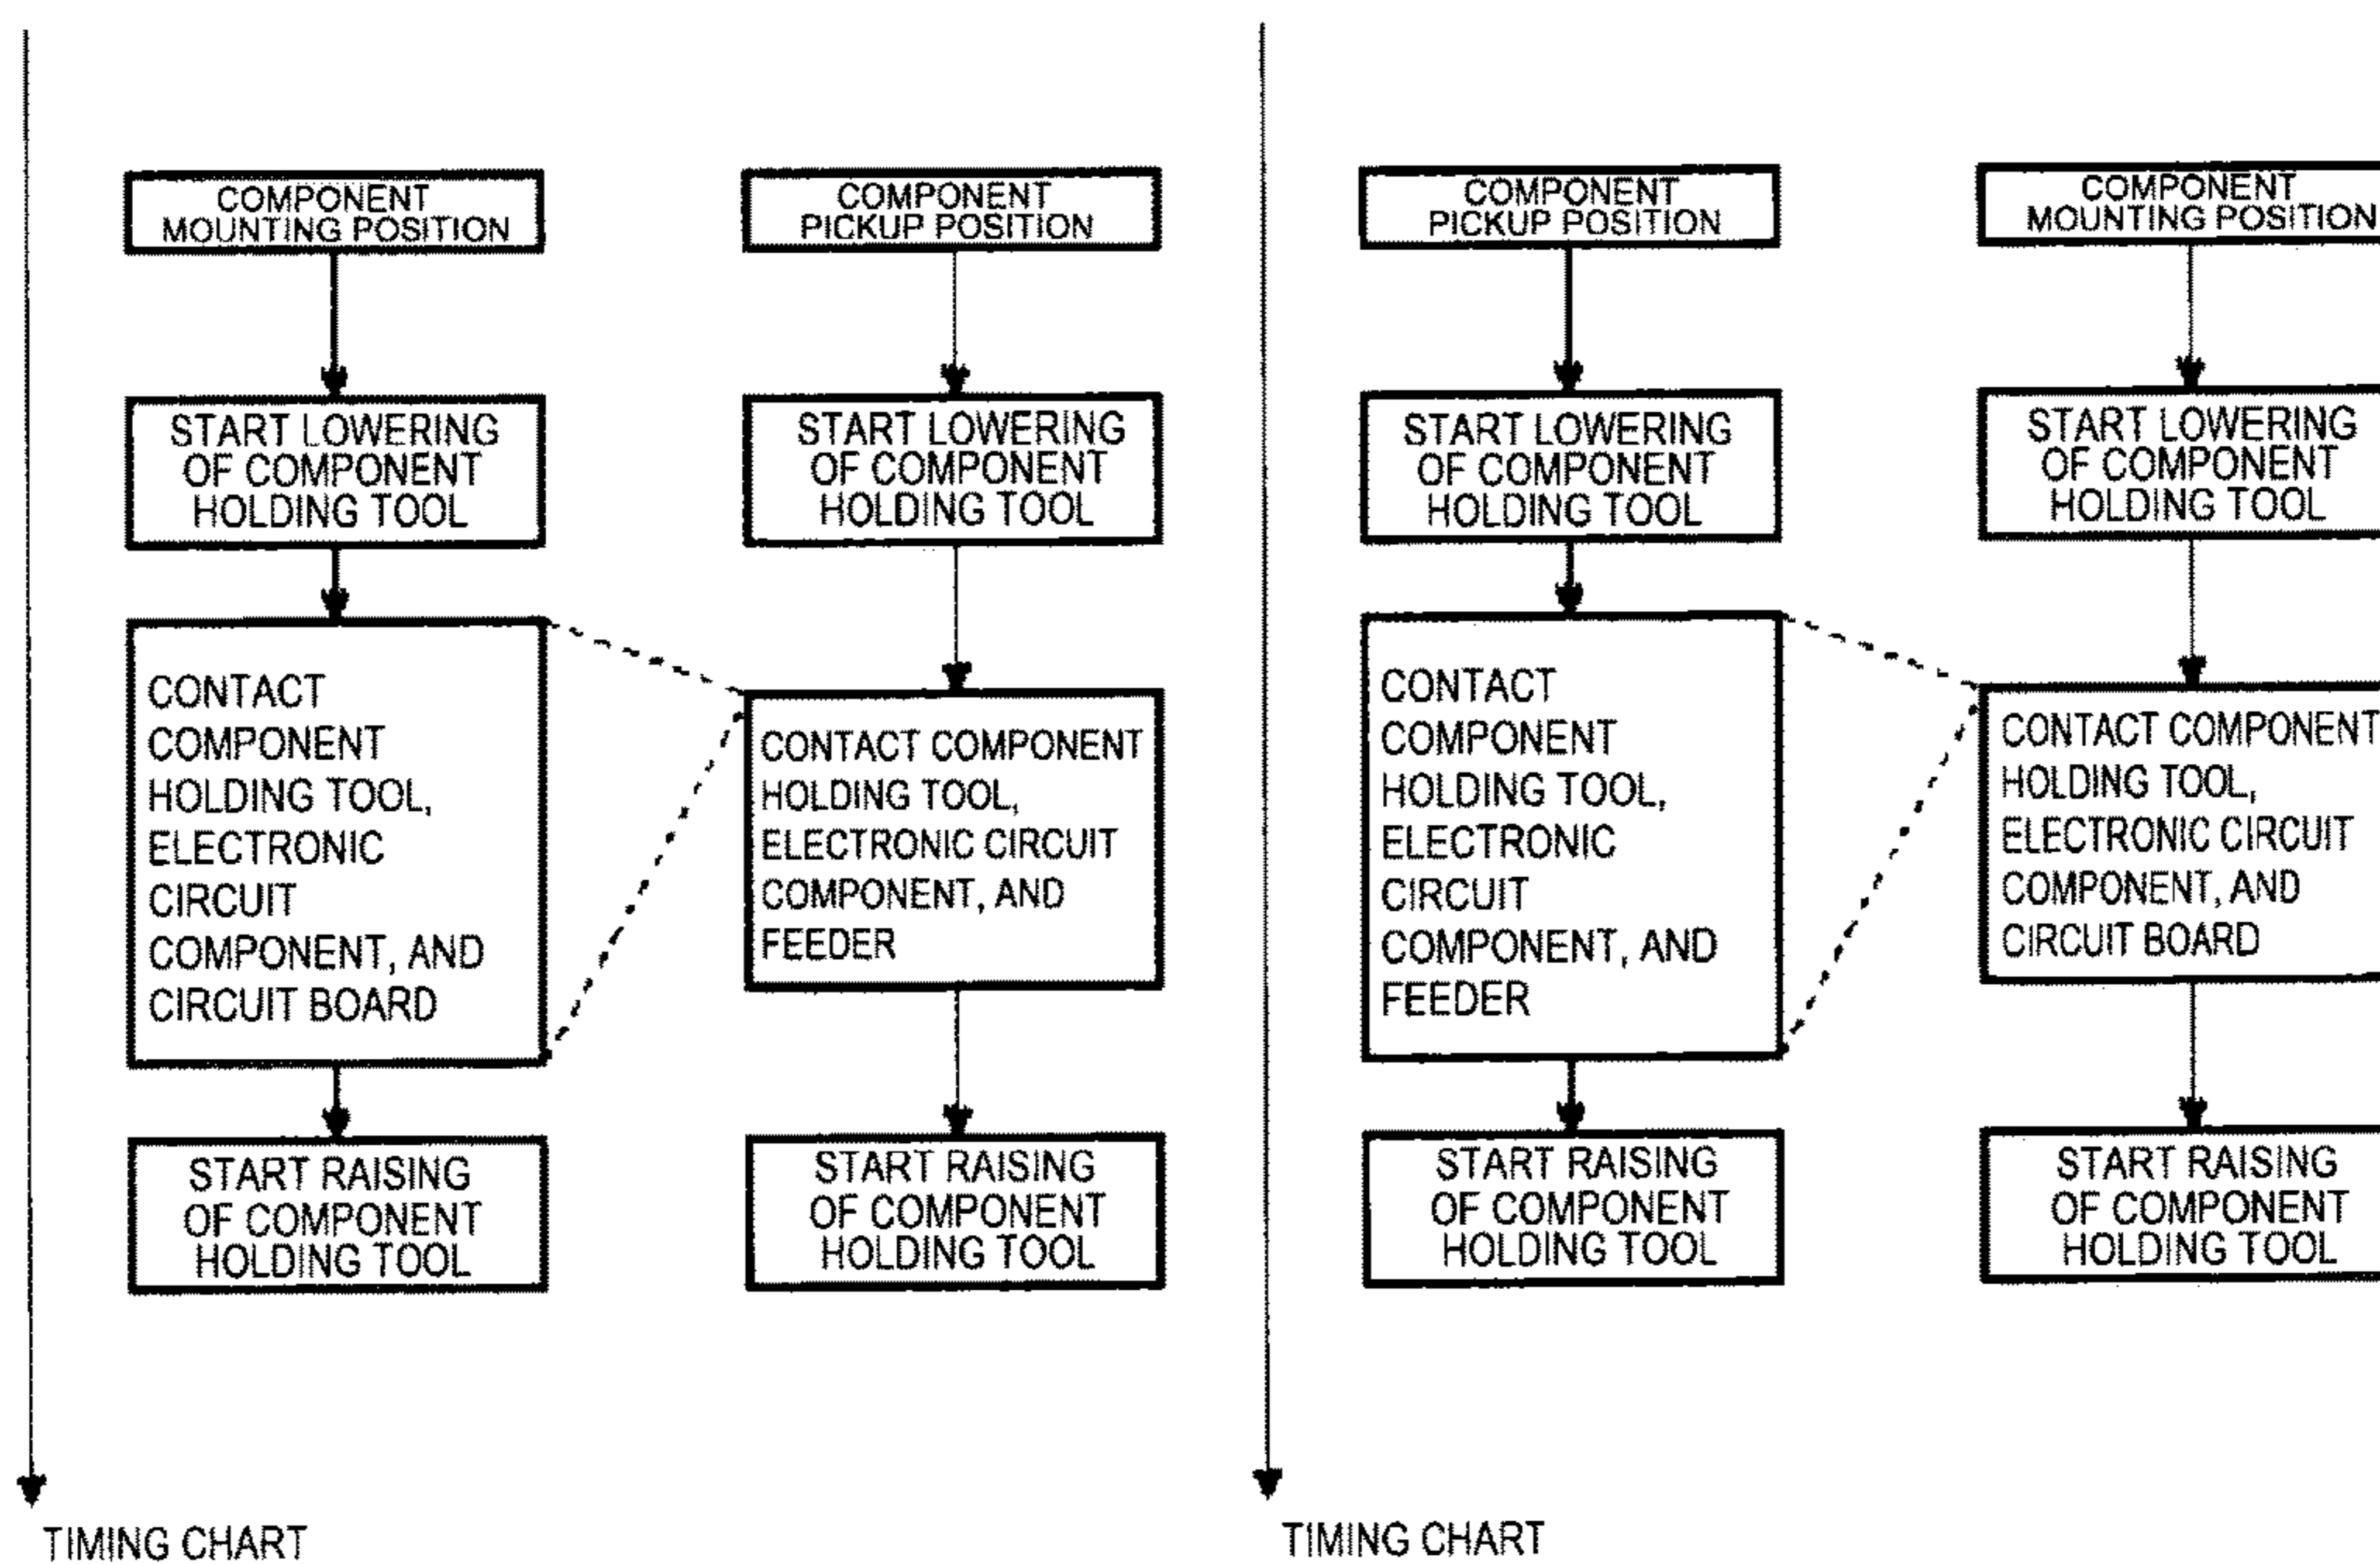 COMPONENT
MOUNTING POSITION
START LOWERING
OF COMPONENT
HOLDING TOOL
CONTACT
COMPONENT
HOLDING TOOL,
ELECTRONIC
CIRCUIT
COMPONENT, AND
CIRCUIT BOARD
START RAISING
OF COMPONENT
HOLDING TOOL
COMPONENT
PICKUP POSITION
START LOWERING
OF COMPONENT
HOLDING TOOL
CONTACT COMPONENT
HOLDING TOOL,
ELECTRONIC CIRCUIT
COMPONENT, AND
FEEDER
START RAISING
OF COMPONENT
HOLDING TOOL
TIMING CHART
COMPONENT
PICKUP POSITION
START LOWERING
OF COMPONENT
HOLDING TOOL
CONTACT
COMPONENT
HOLDING TOOL,
ELECTRONIC
CIRCUIT
COMPONENT, AND
FEEDER
START RAISING
OF COMPONENT
HOLDING TOOL
COMPONENT
MOUNTING POSITION
START LOWERING
OF COMPONENT
HOLDING TOOL
CONTACT COMPONENT
HOLDING TOOL,
ELECTRONIC CIRCUIT
COMPONENT, AND
CIRCUIT BOARD
START RAISING
OF COMPONENT
HOLDING TOOL
TIMING CHART